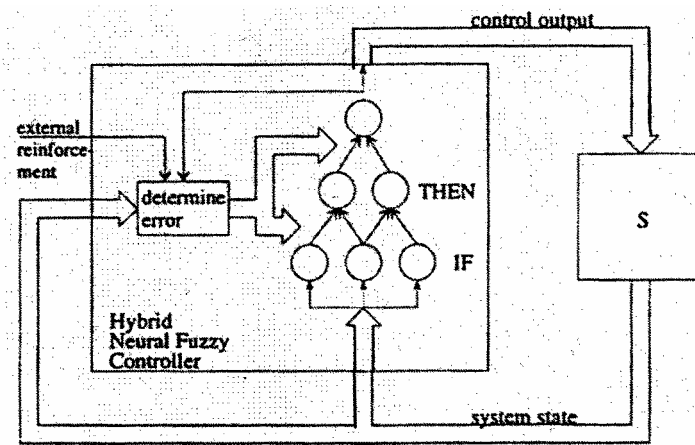 control output
external
reinforce-
ment
determine
error
THEN
S
IF
Hybrid
Neural Fuzzy
Controller
system state